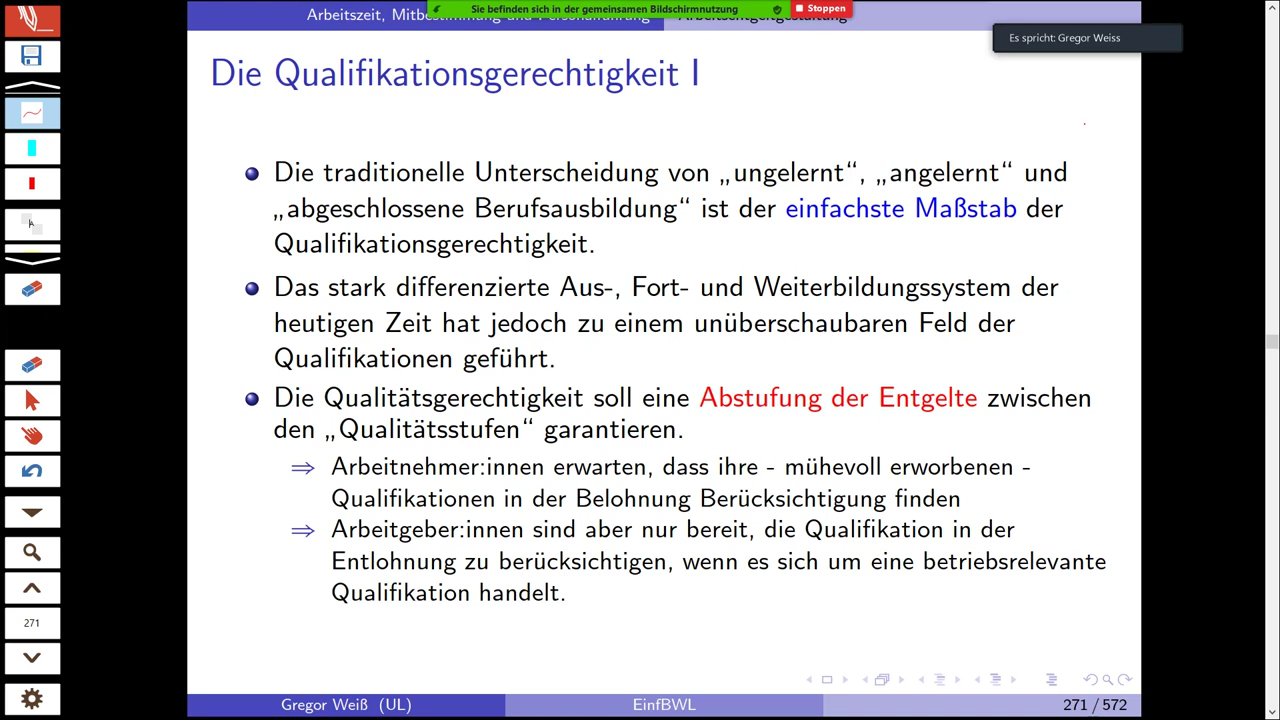 Sie befinden sich in der gemeinsamen Bildschirmnutzung
Stoppen
Es spricht: Gregor Weiss
Die Qualifikationsgerechtigkeit I
Die traditionelle Unterscheidung von „ungelernt“, „angelernt“ und
„abgeschlossene Berufsausbildung“ ist der einfachste Maßstab der
Qualifikationsgerechtigkeit.
Das stark differenzierte Aus-, Fort- und Weiterbildungssystem der
heutigen Zeit hat jedoch zu einem unüberschaubaren Feld der
Qualifikationen geführt.
Die Qualitätsgerechtigkeit soll eine Abstufung der Entgelte zwischen
den „Qualitätsstufen“ garantieren.
⇒ Arbeitnehmer:innen erwarten, dass ihre - mühevoll erworbenen -
Qualifikationen in der Belohnung Berücksichtigung finden
⇒ Arbeitgeber:innen sind aber nur bereit, die Qualifikation in der
Entlohnung zu berücksichtigen, wenn es sich um eine betriebsrelevante
Qualifikation handelt.
271
Gregor Weiß (UL)
EinfBWL
271 / 572